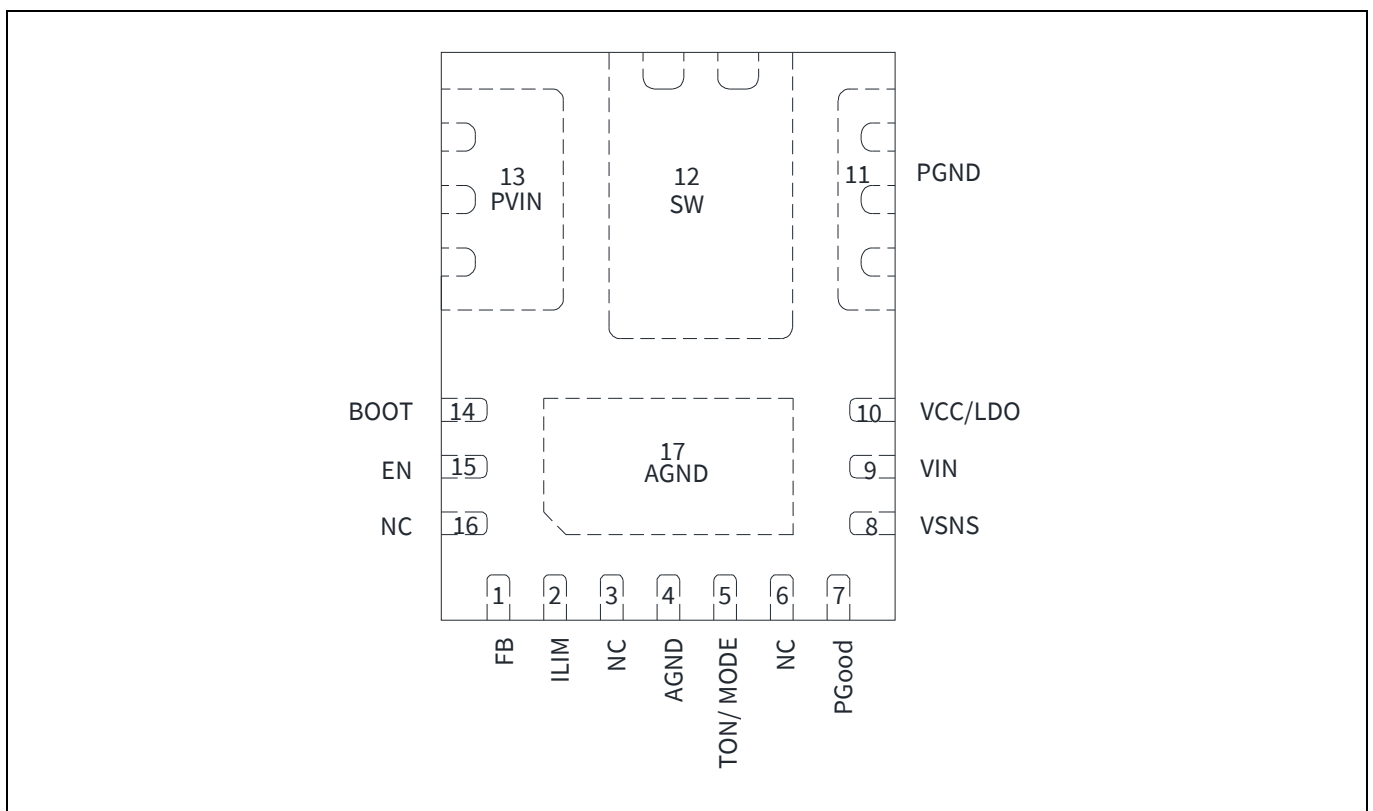 13
PVIN
12
SW
11
PGND
BOOT
14
10
VCC/LDO
17
AGND
EN
15
9
VIN
NC
16
8
VSNS
1
2
3
4
5
6
7
FB
ILIM
NC
AGND
TON/ MODE
NC
PGood